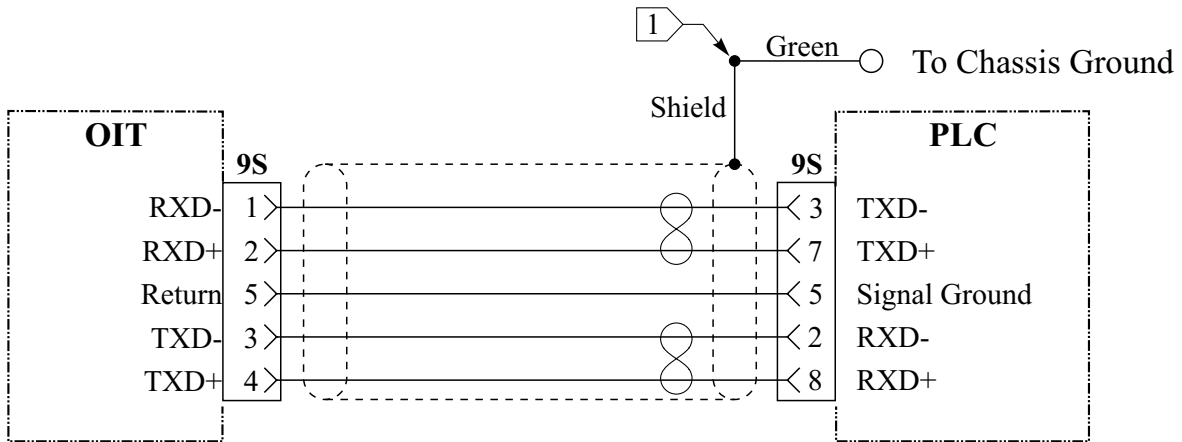 1
Green
To Chassis Ground
Shield
OIT
PLC
9S
9S
RXD- 1
3 TXD-
RXD+ 2
7 TXD+
Return 5
5 Signal Ground
TXD- 3
2 RXD-
TXD+ 4
8 RXD+